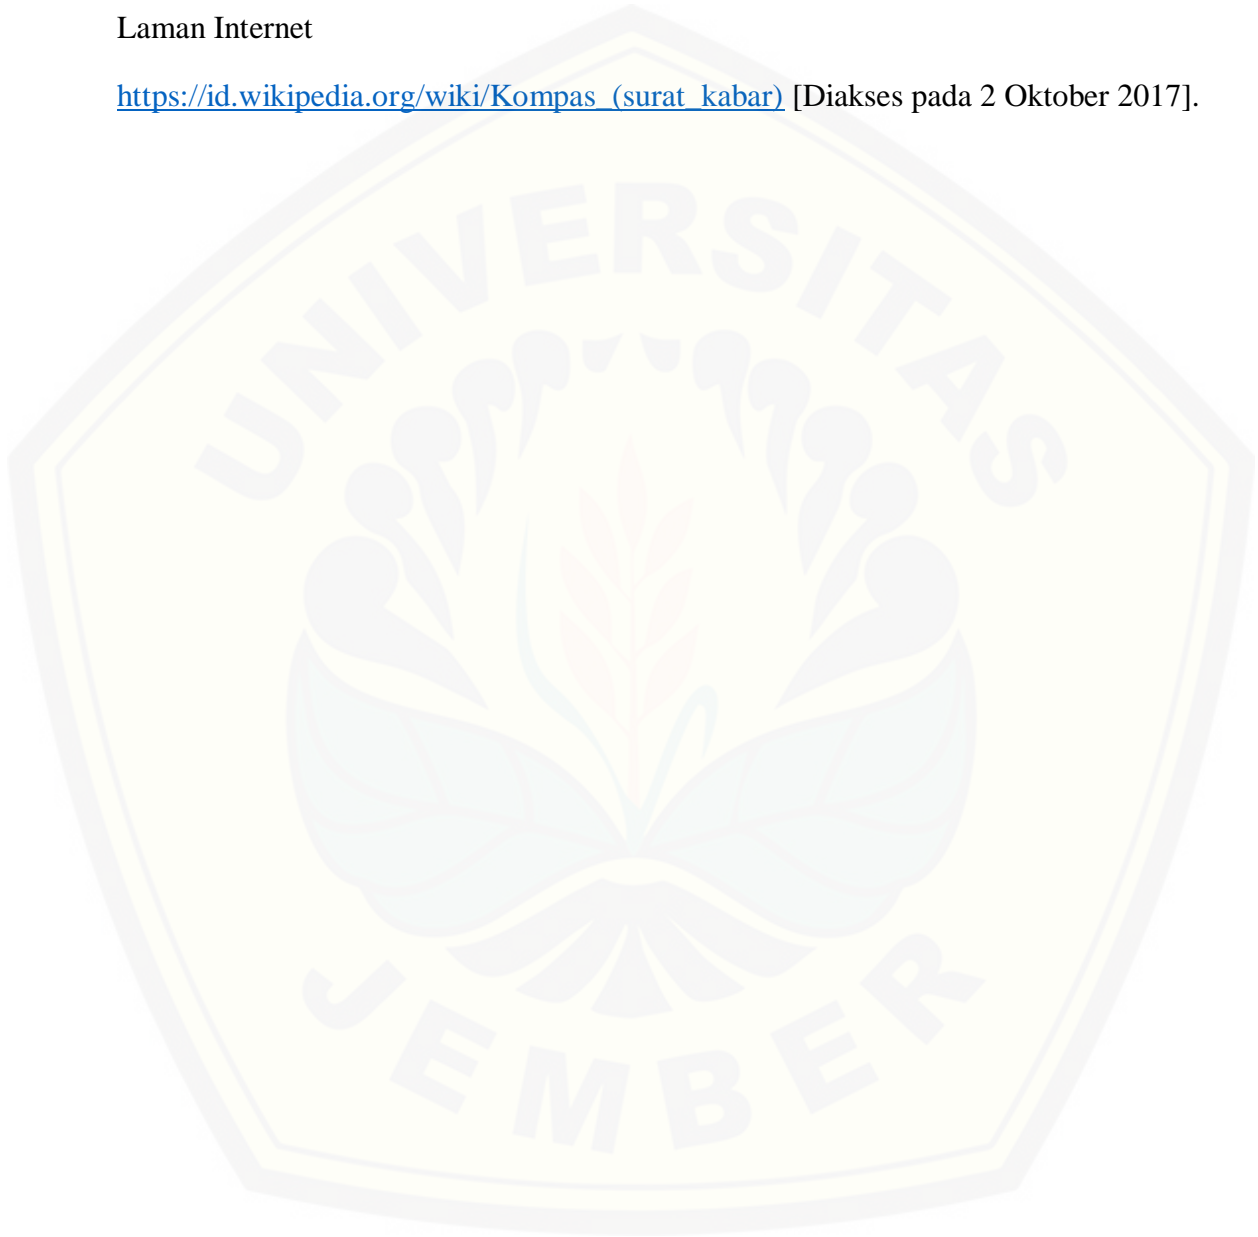 Laman Internet
https://id.wikipedia.org/wiki/Kompas_(surat_kabar) [Diakses pada 2 Oktober 2017].
UNIVERSITAS
JEMBER